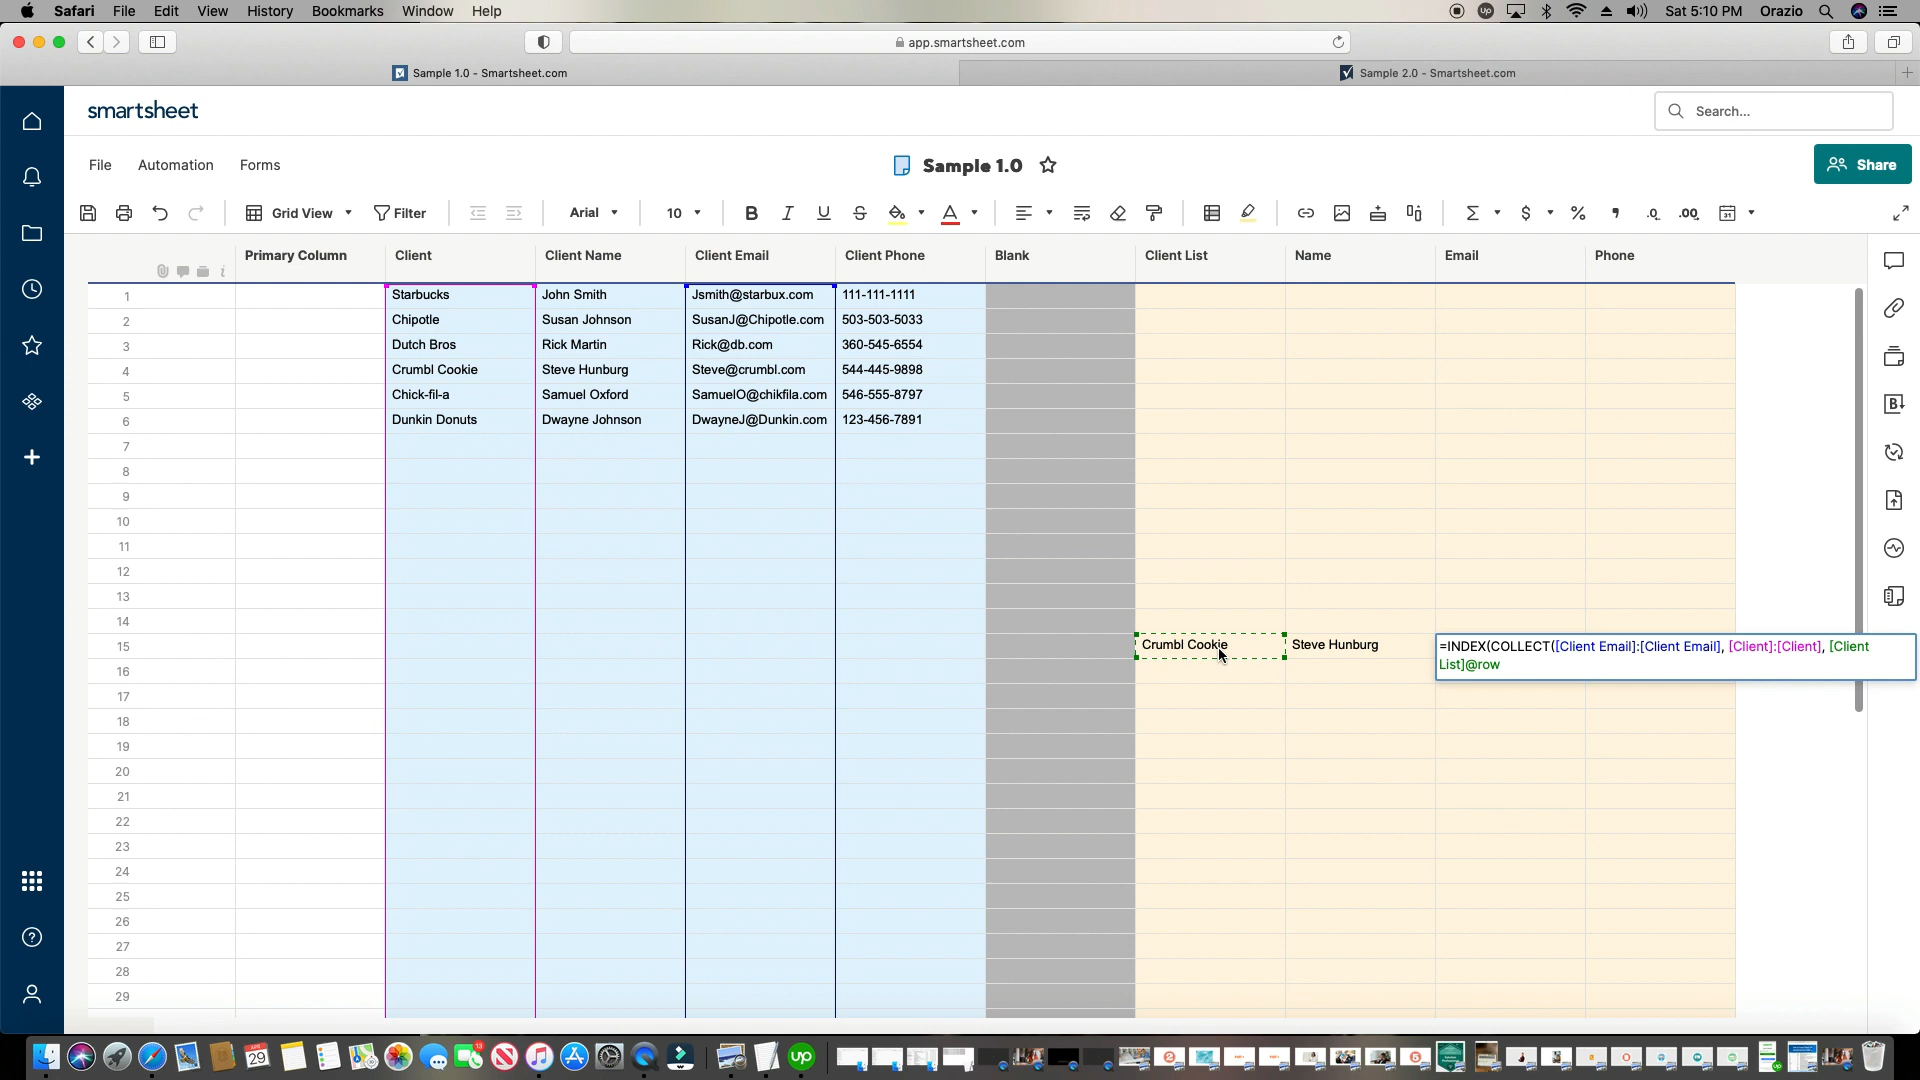 Safari File Edit View History Bookmarks Window Help Sat 5:10 PM Orazio
app.smartsheet.com
Sample 1.0 - Smartsheet.com Sample 2.0 - Smartsheet.com
smartsheet Search...
File Automation Forms Sample 1.0 Share
Grid View Filter Arial 10 B I U S A Σ $ % .0 .00
Primary Column Client Client Name Client Email Client Phone Blank Client List Name Email Phone
1 Starbucks John Smith Jsmith@starbux.com 111-111-1111
2 Chipotle Susan Johnson SusanJ@Chipotle.com 503-503-5033
3 Dutch Bros Rick Martin Rick@db.com 360-545-6554
4 Crumbl Cookie Steve Hunburg Steve@crumbl.com 544-445-9898
5 Chick-fil-a Samuel Oxford SamuelO@chikfila.com 546-555-8797
6 Dunkin Donuts Dwayne Johnson DwayneJ@Dunkin.com 123-456-7891
7
8
9
10
11
12
13
14
15 Crumbl Cookie Steve Hunburg =INDEX(COLLECT([Client Email]:[Client Email], [Client]:[Client], [Client
List]@row
16
17
18
19
20
21
22
23
24
25
26
27
28
29